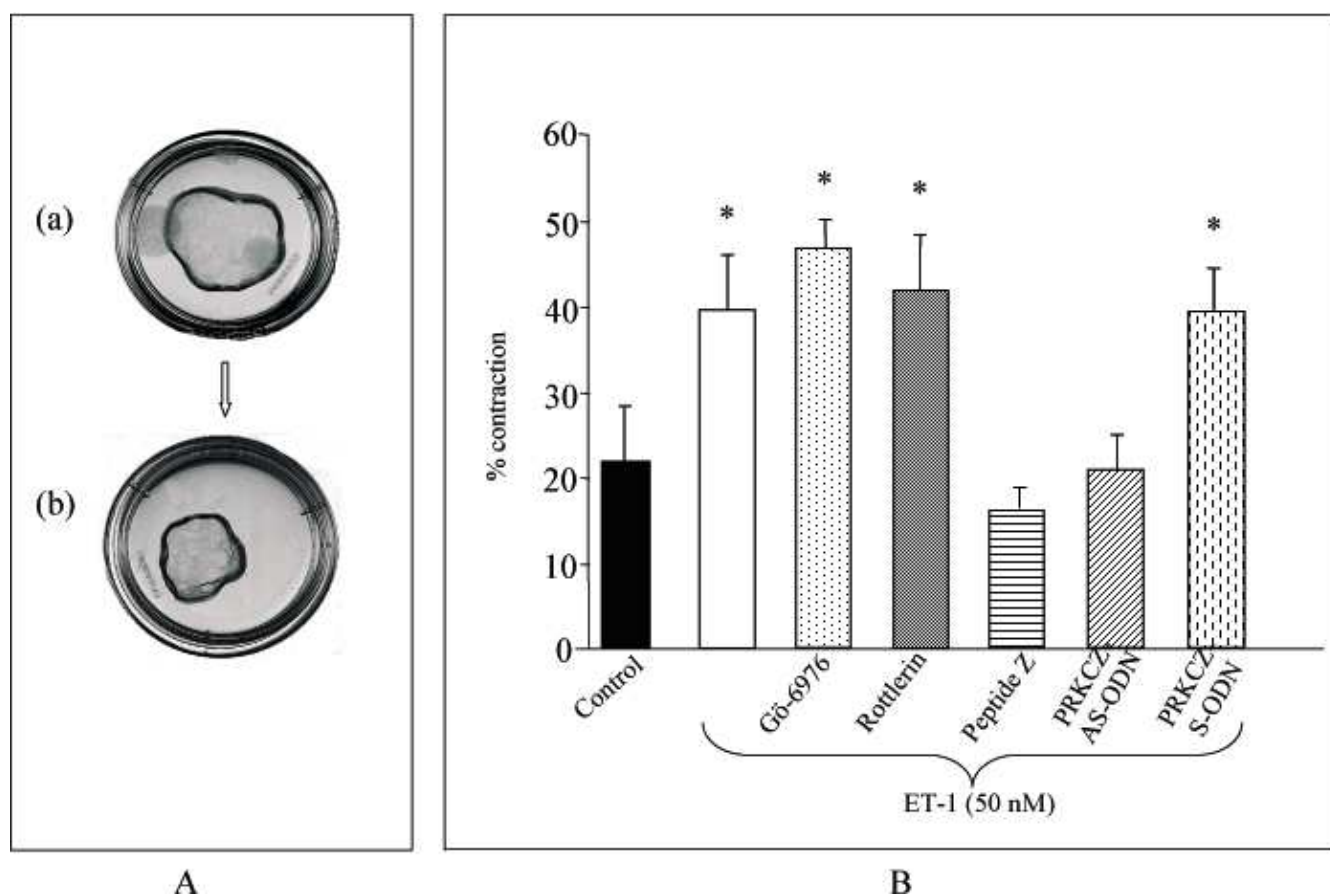 (a)
(b)
A
60
50
40
30
20
10
0
% contraction
*
*
*
*
Control
Gö-6976
Rottlerin
Peptide Z
PRKCZ
AS-ODN
PRKCZ
S-ODN
ET-1 (50 nM)
B